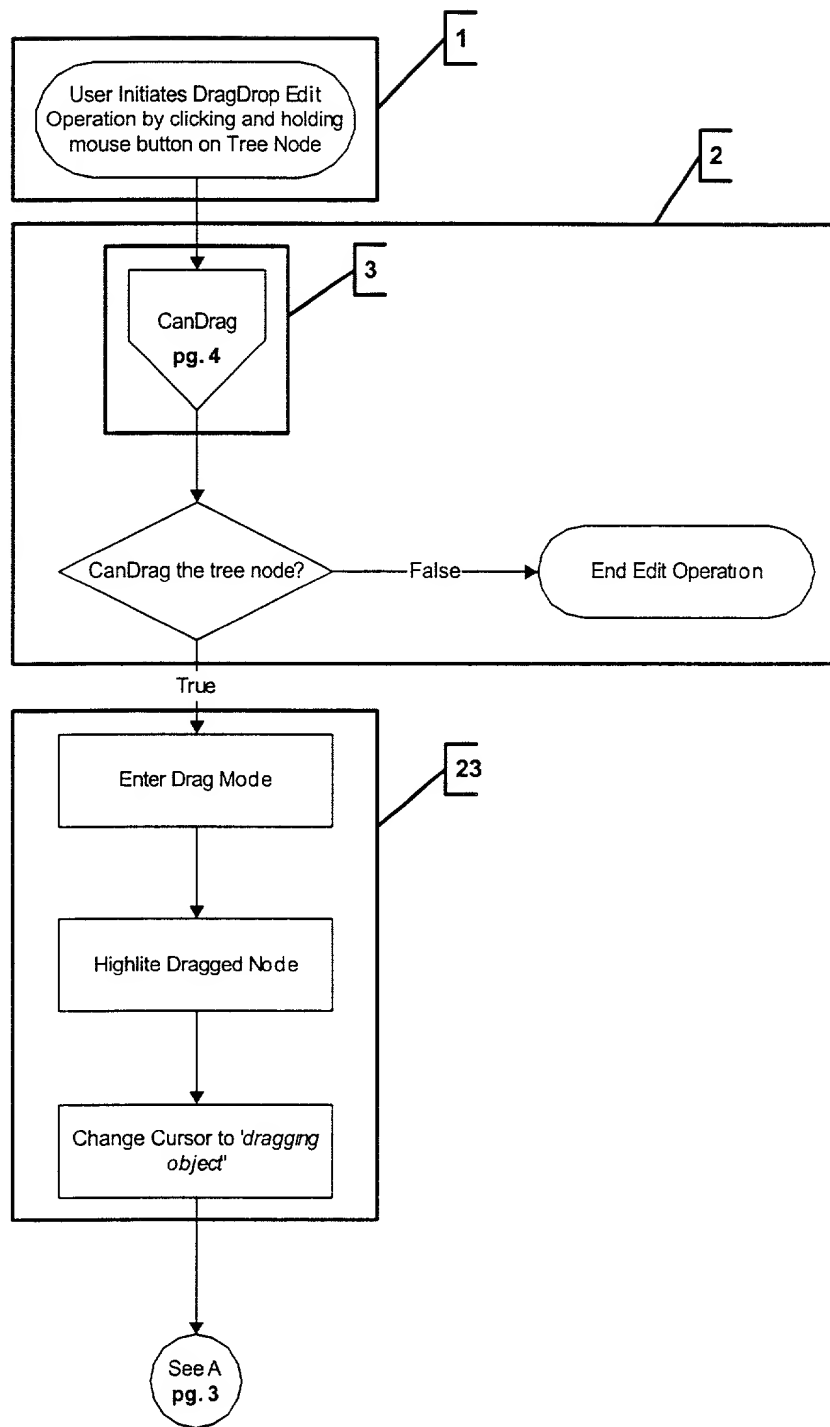 1
User Initiates DragDrop Edit
Operation by clicking and holding
mouse button on Tree Node
2
3
CanDrag
pg. 4
CanDrag the tree node?
False
End Edit Operation
True
23
Enter Drag Mode
Highlite Dragged Node
Change Cursor to 'dragging
object'
See A
pg. 3